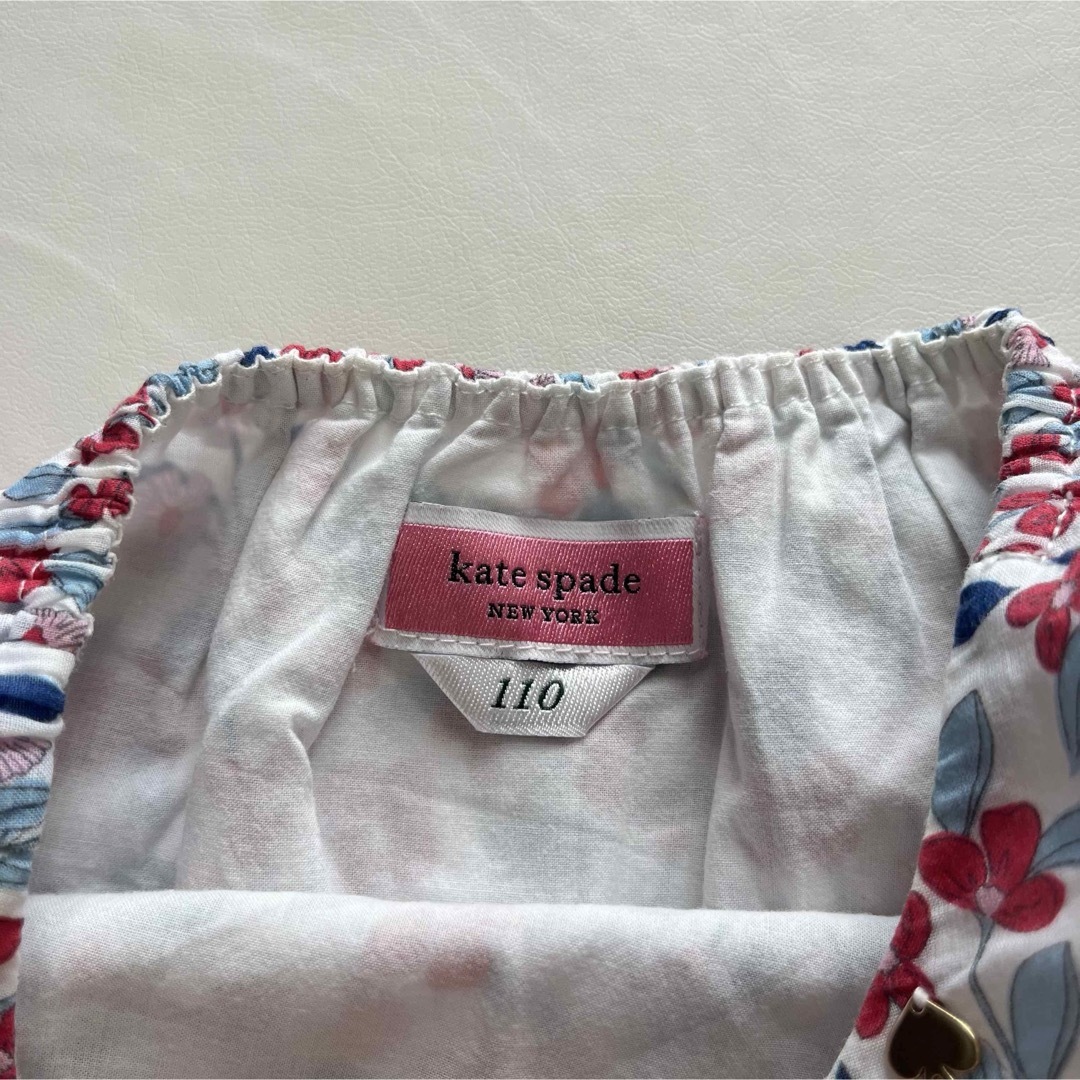 kate spade
NEW YORK
110